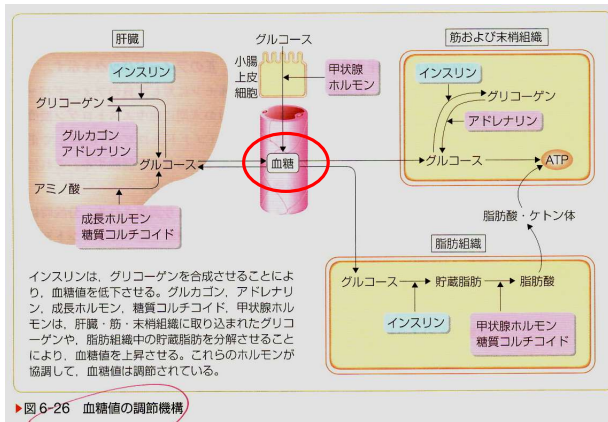 肝臓
インスリン
グリコーゲン
グルカゴン
アドレナリン
グルコース
アミノ酸
成長ホルモン
糖質コルチコイド
グルコース
小腸
上皮
細胞
甲状腺
ホルモン
血糖
筋および末梢組織
インスリン
グリコーゲン
アドレナリン
グルコース
ATP
脂肪酸・ケトン体
脂肪組織
グルコース
貯蔵脂肪
脂肪酸
インスリン
甲状腺ホルモン
糖質コルチコイド
インスリンは，グリコーゲンを合成させることによ
り，血糖値を低下させる。グルカゴン，アドレナリ
ン，成長ホルモン，糖質コルチコイド，甲状腺ホル
モンは，肝臓・筋・末梢組織に取り込まれたグリコ
ーゲンや，脂肪組織中の貯蔵脂肪を分解させること
により，血糖値を上昇させる。これらのホルモンが
協調して，血糖値は調節されている。
▶図 6-26 血糖値の調節機構